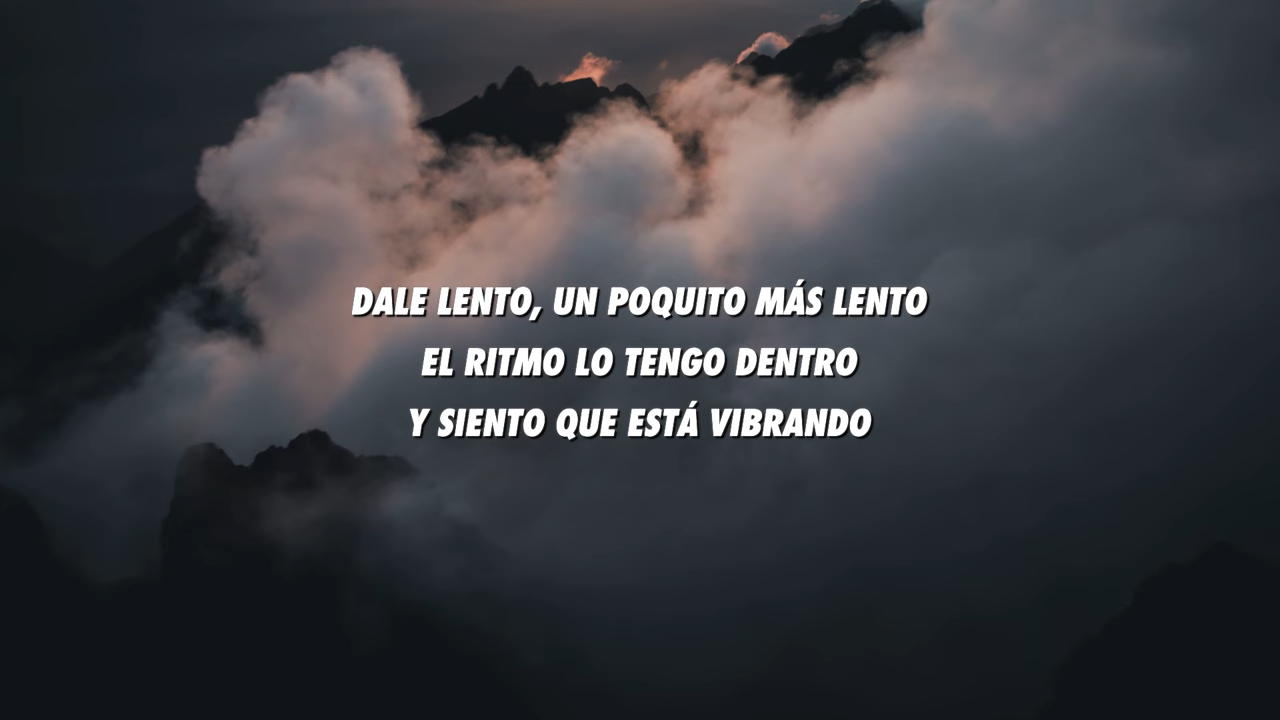 DALE LENTO, UN POQUITO MÁS LENTO
EL RITMO LO TENGO DENTRO
Y SIENTO QUE ESTÁ VIBRANDO